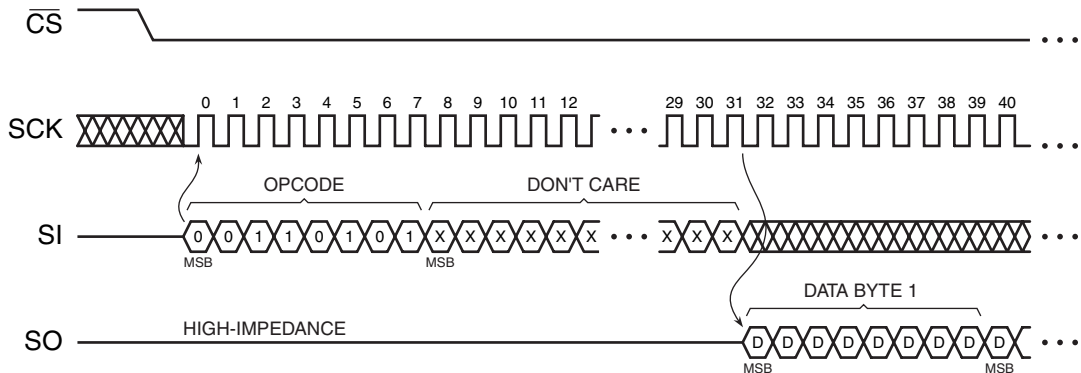 CS
0 1 2 3 4 5 6 7 8 9 10 11 12 29 30 31 32 33 34 35 36 37 38 39 40
SCK
OPCODE DON'T CARE
SI 0 0 1 1 0 1 0 1 X X X X X X X X X
MSB MSB
DATA BYTE 1
HIGH-IMPEDANCE
SO D D D D D D D D D
MSB MSB